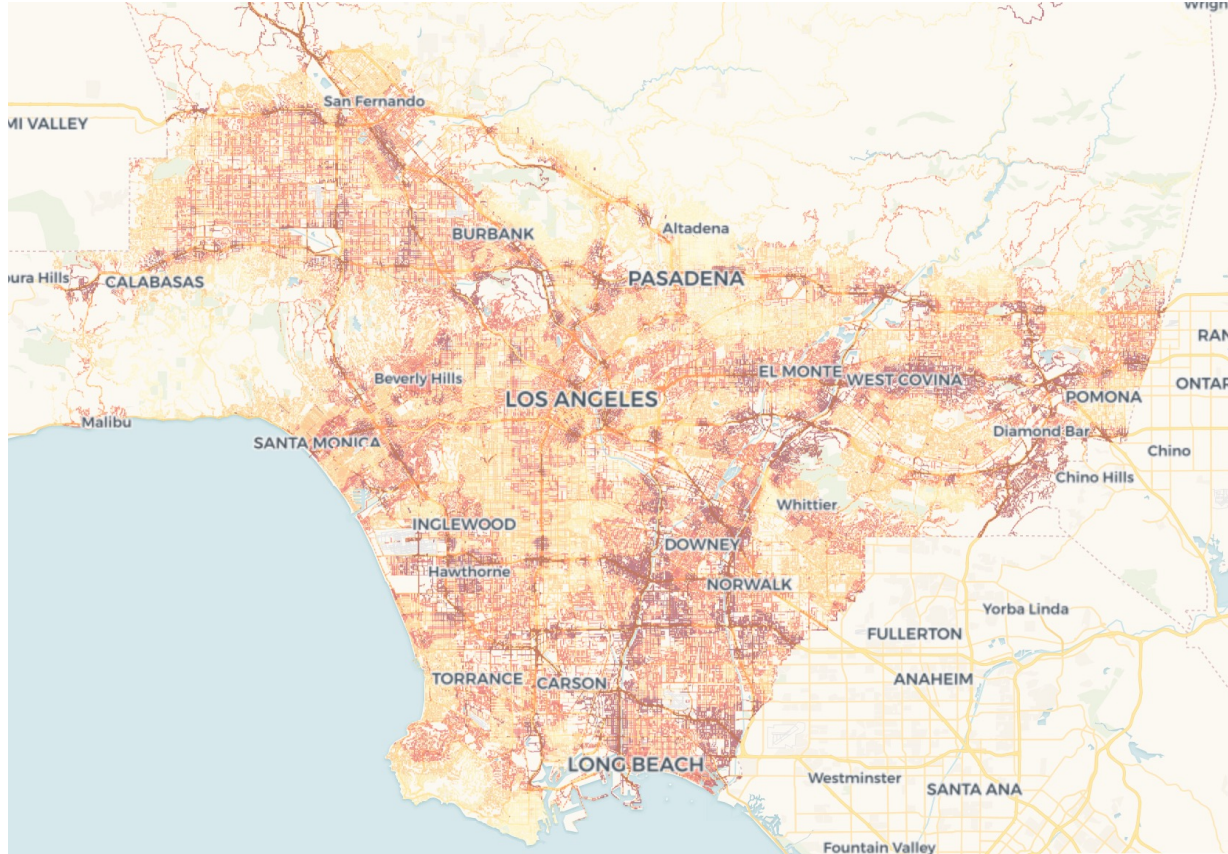 Wrigh
San Fernando
MI VALLEY
BURBANK
Altadena
PASADENA
ura Hills
CALABASAS
RAN
Beverly Hills
EL MONTE
WEST COVINA
ONTAR
LOS ANGELES
POMONA
Malibu
SANTA MONICA
Diamond Bar
Chino
Chino Hills
Whittier
INGLEWOOD
DOWNEY
Hawthorne
NORWALK
Yorba Linda
FULLERTON
TORRANCE
CARSON
ANAHEIM
LONG BEACH
Westminster
SANTA ANA
Fountain Valley